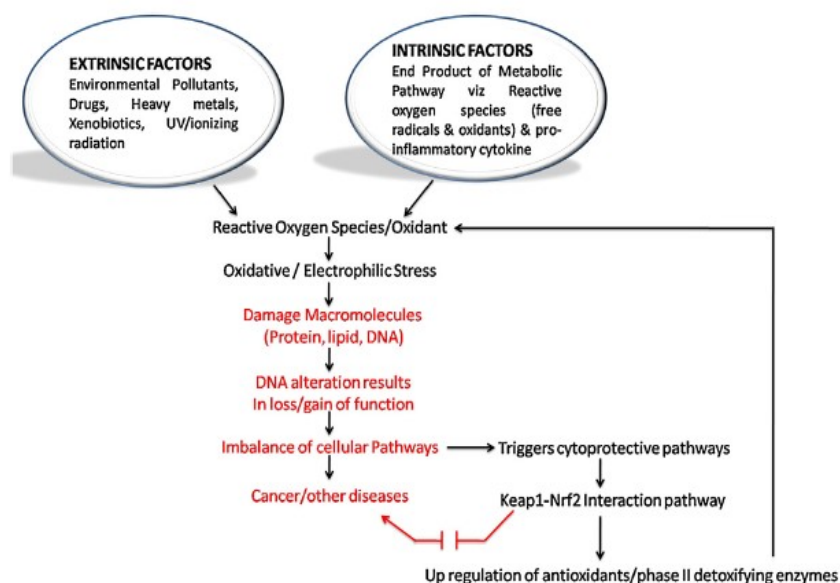 EXTRINSIC FACTORS
Environmental Pollutants,
Drugs, Heavy metals,
Xenobiotics, UV/ionizing
radiation
INTRINSIC FACTORS
End Product of Metabolic
Pathway viz Reactive
oxygen species (free
radicals & oxidants) & pro-
inflammatory cytokine
Reactive Oxygen Species/Oxidant
Oxidative / Electrophilic Stress
Damage Macromolecules
(Protein, lipid, DNA)
DNA alteration results
In loss/gain of function
Imbalance of cellular Pathways
Triggers cytoprotective pathways
Cancer/other diseases
Keap1-Nrf2 Interaction pathway
Up regulation of antioxidants/phase II detoxifying enzymes